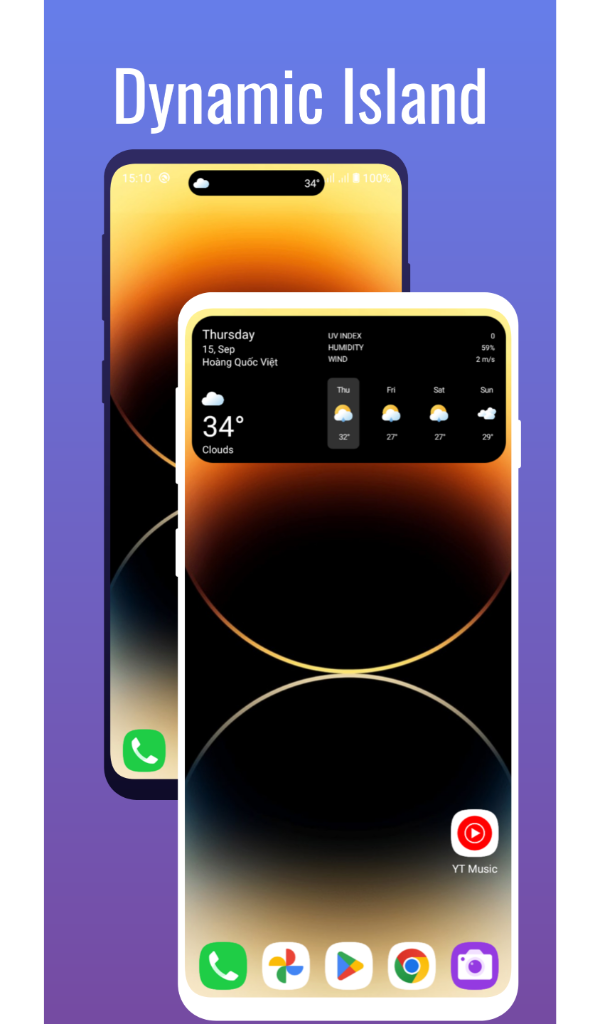 Dynamic Island
15:10
34°
100%
Thursday
15, Sep
Hoàng Quốc Việt
UV INDEX 0
HUMIDITY 59%
WIND 2 m/s
34°
Clouds
Thu Fri Sat Sun
32° 27° 27° 29°
YT Music